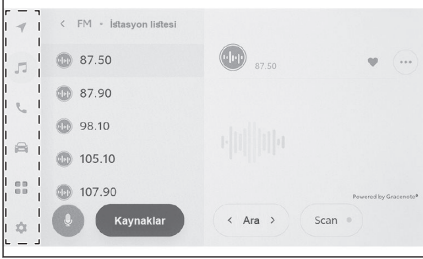 FM • İstasyon listesi
87.50
87.90
98.10
105.10
107.90
Kaynaklar
87.50
Powered by Gracenote®
Ara
Scan